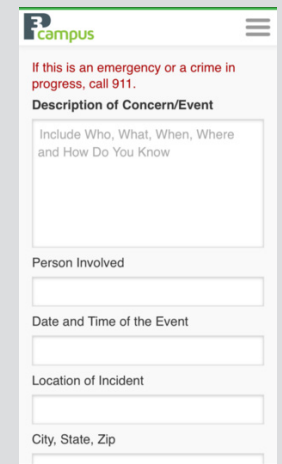 P3
campus
If this is an emergency or a crime in
progress, call 911.
Description of Concern/Event
Include Who, What, When, Where
and How Do You Know
Person Involved
Date and Time of the Event
Location of Incident
City, State, Zip